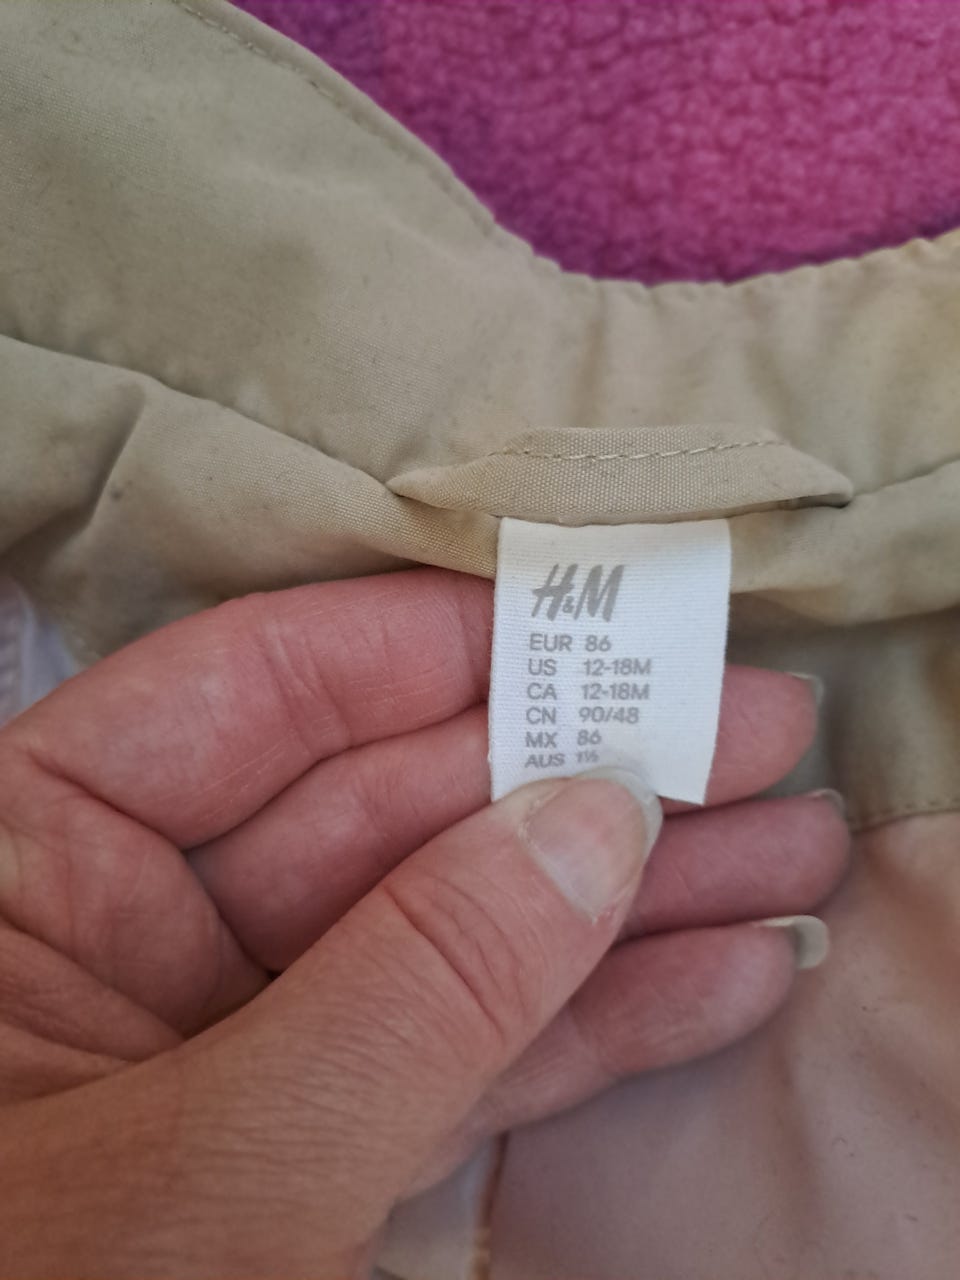 H&M
EUR 86
US 12-18M
CA 12-18M
CN 90/48
MX 86
AUS 1½